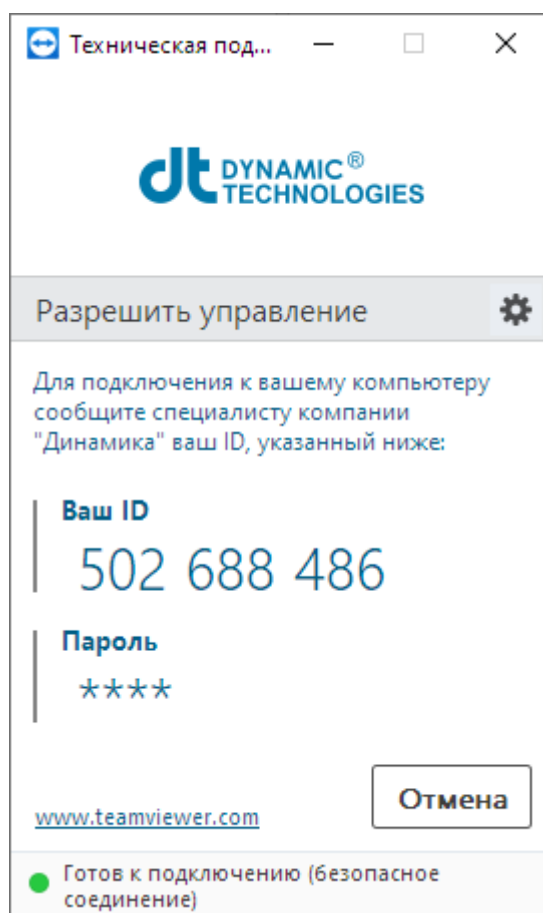 Техническая под...
dt DYNAMIC®
TECHNOLOGIES
Разрешить управление
Для подключения к вашему компьютеру
сообщите специалисту компании
"Динамика" ваш ID, указанный ниже:
Ваш ID
502 688 486
Пароль
****
Отмена
www.teamviewer.com
Готов к подключению (безопасное
соединение)